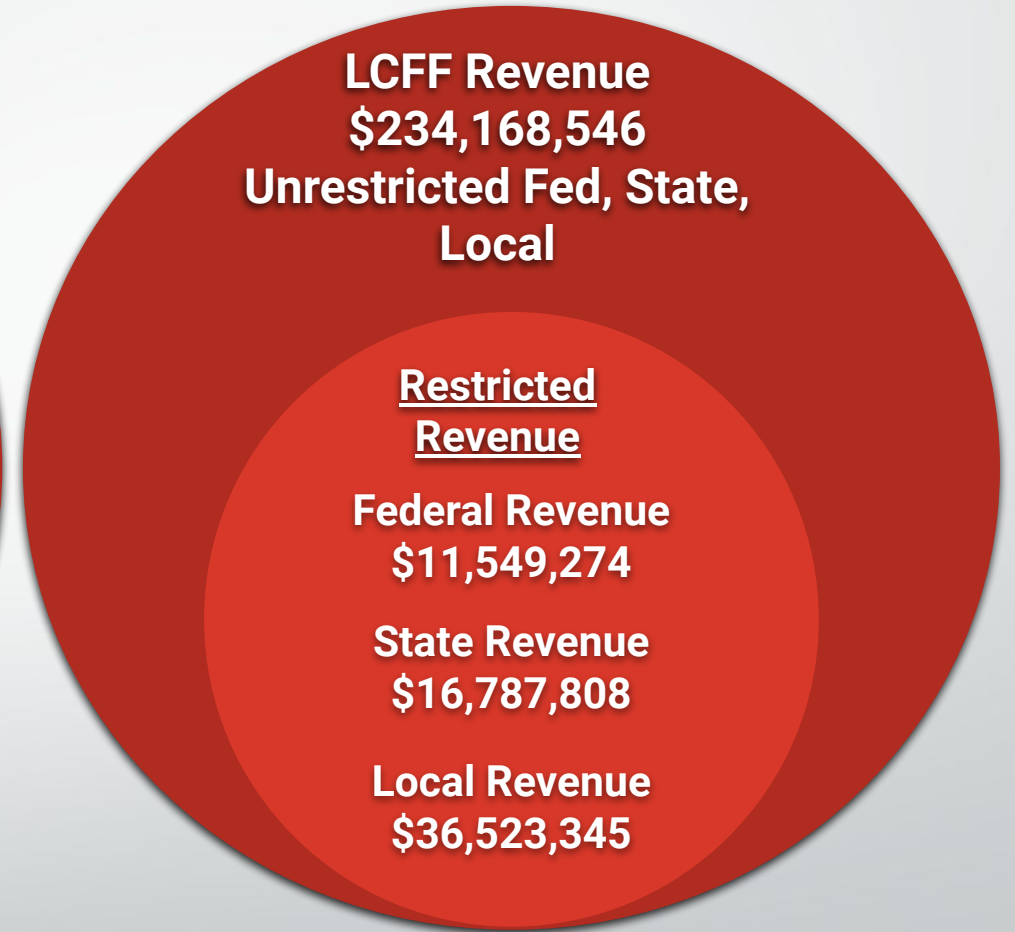 LCFF Revenue
$234,168,546
Unrestricted Fed, State,
Local
Restricted
Revenue
Federal Revenue
$11,549,274
State Revenue
$16,787,808
Local Revenue
$36,523,345